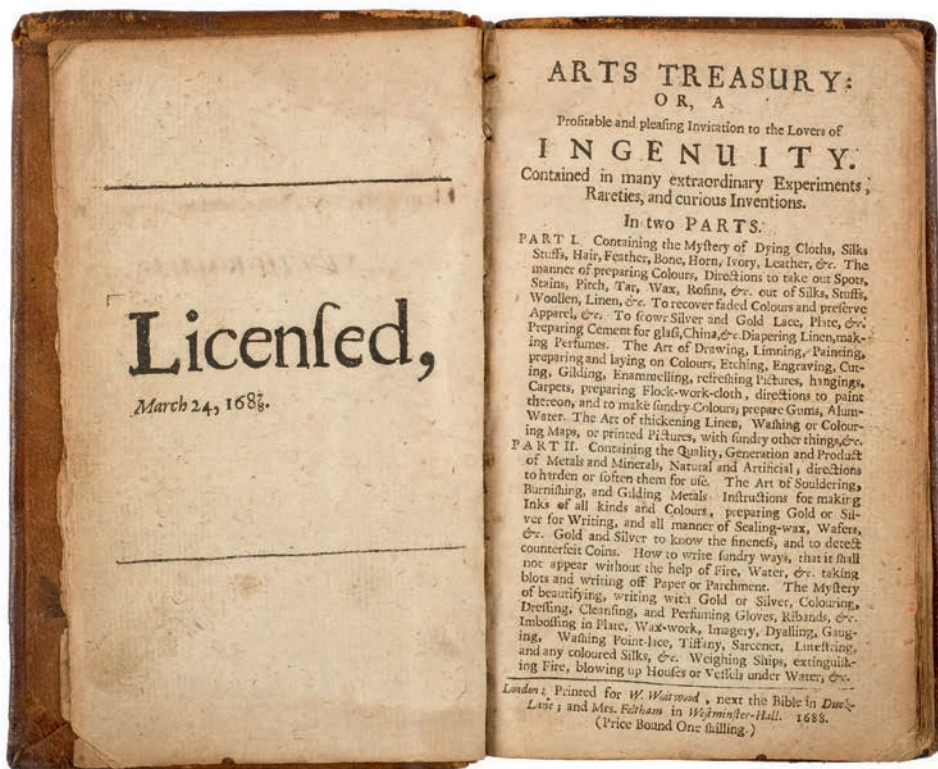 Licenſed,
March 24, 168⅞.
ARTS TREASURY:
OR, A
Profitable and pleaſing Invitation to the Lovers of
INGENUITY.
Contained in many extraordinary Experiments,
Rareties, and curious Inventions.
In two PARTS.
PART I. Containing the Myſtery of Dying Cloths, Silks
Stuffs, Hair, Feather, Bone, Horn, Ivory, Leather, &c. The
manner of preparing Colours, Directions to take out Spots,
Stains, Pitch, Tar, Wax, Roſins, &c. out of Silks, Stuffs,
Woollen, Linen, &c. To recover faded Colours and preſerve
Apparel, &c. To ſcowr Silver and Gold Lace, Plate, &c.
Preparing Cement for glaſs, China, &c. Diapering Linen, mak-
ing Perfumes. The Art of Drawing, Limning, Painting,
preparing and laying on Colours, Etching, Engraving, Cut-
ing, Gilding, Enammelling, refreſhing Pictures, hangings,
Carpets, preparing Flock-work-cloth, directions to paint
thereon, and to make ſundry Colours; prepare Gums, Alum-
Water. The Art of thickening Linen, Waſhing or Colour-
ing Maps, or printed Pictures, with ſundry other things, &c.
PART II. Containing the Quality, Generation and Product
of Metals and Minerals, Natural and Artificial; directions
to harden or ſoften them for uſe. The Art of Souldering,
Burniſhing, and Gilding Metals Inſtructions for making
Inks of all kinds and Colours, preparing Gold or Sil-
ver for Writing, and all manner of Sealing-wax, Wafers,
&c. Gold and Silver to know the fineneſs, and to detect
counterfeit Coins. How to write ſundry ways, that it ſhall
not appear without the help of Fire, Water, &c. taking
blots and writing off Paper or Parchment. The Myſtery
of beautifying, writing with Gold or Silver, Colouring,
Dreſſing, Cleanſing, and Perfuming Gloves, Ribands, &c.
Imboſſing in Plate, Wax-work, Imagery, Dyalling, Gaug-
ing, Waſhing Point-lace, Tiffany, Sarcenet, Luteſtring,
and any coloured Silks, &c. Weighing Ships, extinguiſh-
ing Fire, blowing up Houſes or Veſſels under Water, &c.
London: Printed for W. Whitwood, next the Bible in Duck-
Lane; and Mrs. Feltham in Weſtminſter-Hall. 1688.
(Price Bound One ſhilling.)